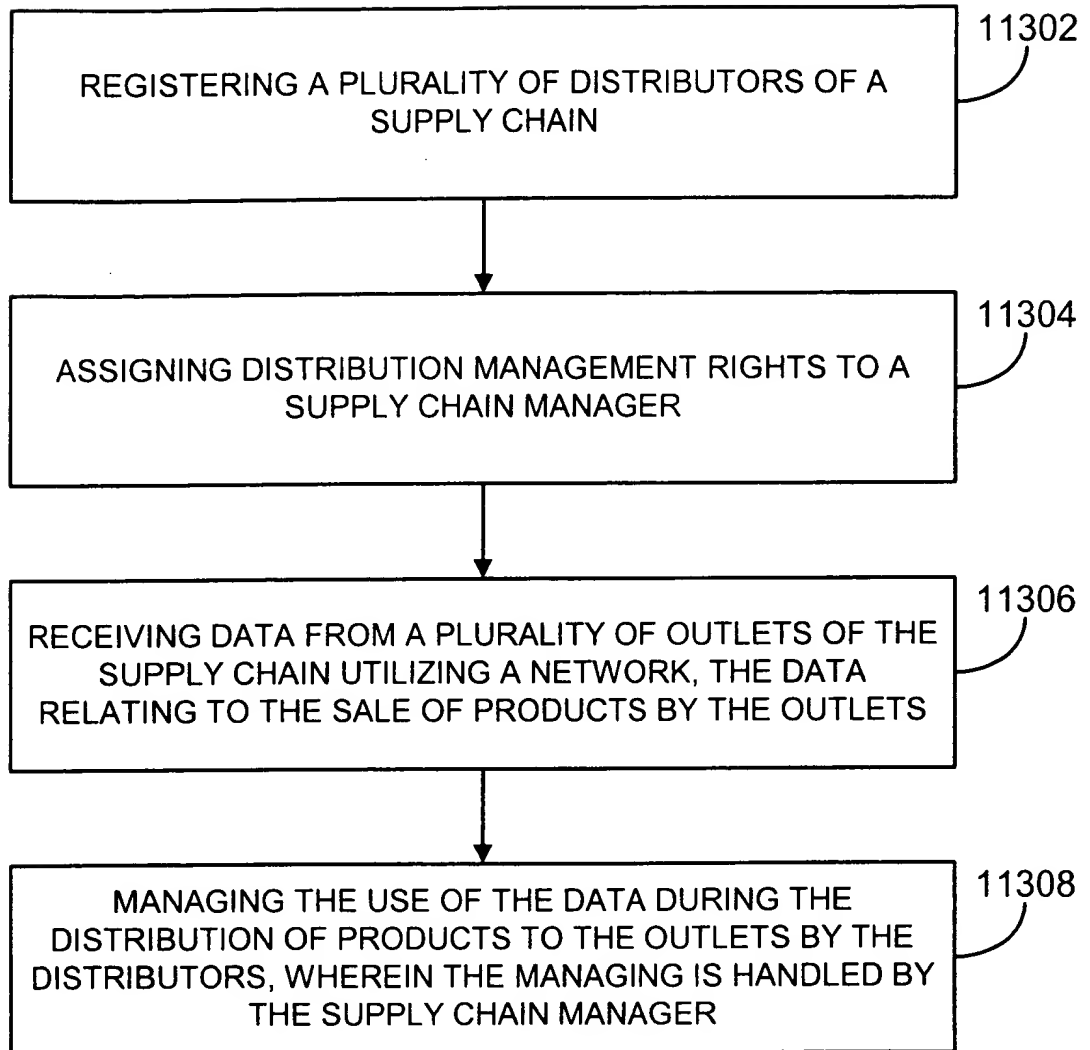 11302
REGISTERING A PLURALITY OF DISTRIBUTORS OF A
SUPPLY CHAIN
11304
ASSIGNING DISTRIBUTION MANAGEMENT RIGHTS TO A
SUPPLY CHAIN MANAGER
11306
RECEIVING DATA FROM A PLURALITY OF OUTLETS OF THE
SUPPLY CHAIN UTILIZING A NETWORK, THE DATA
RELATING TO THE SALE OF PRODUCTS BY THE OUTLETS
11308
MANAGING THE USE OF THE DATA DURING THE
DISTRIBUTION OF PRODUCTS TO THE OUTLETS BY THE
DISTRIBUTORS, WHEREIN THE MANAGING IS HANDLED BY
THE SUPPLY CHAIN MANAGER